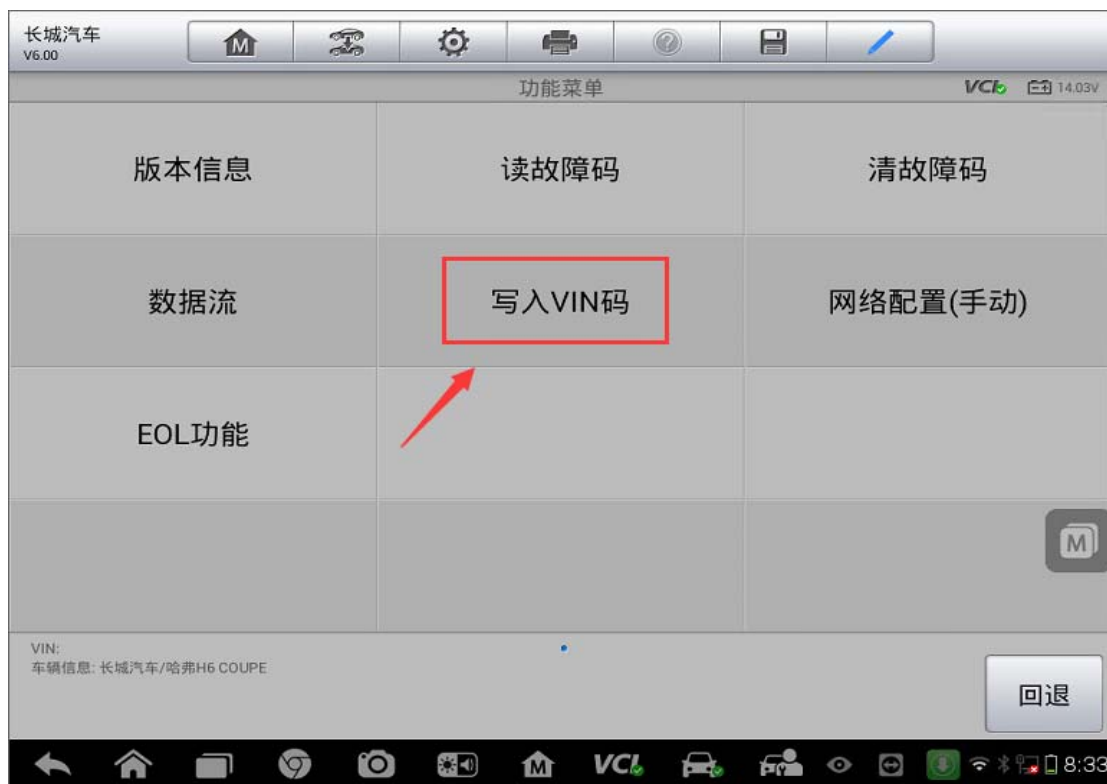 长城汽车
V6.00
M
功能菜单
VCI
14.03V
版本信息
读故障码
清故障码
数据流
写入VIN码
网络配置(手动)
EOL功能
M
VIN:
车辆信息: 长城汽车/哈弗H6 COUPE
回退
M
VCI
8:33